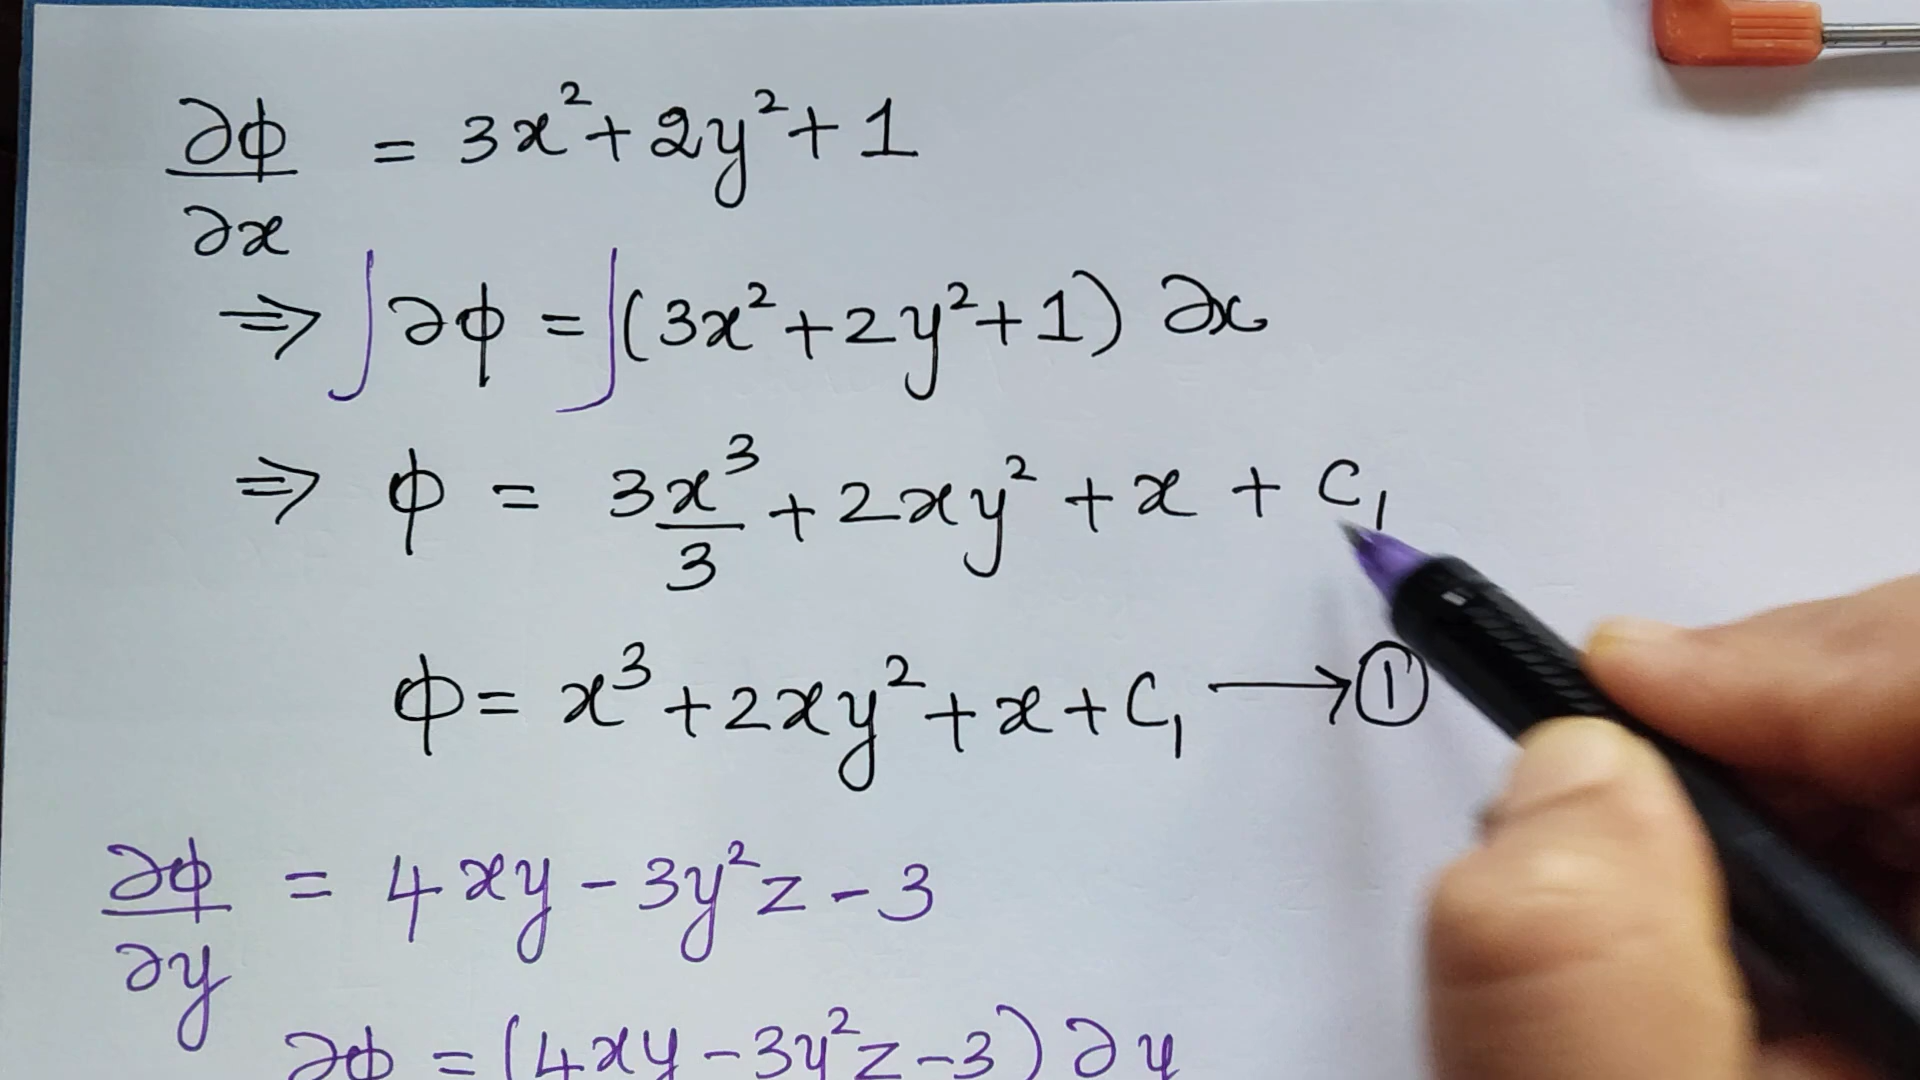 ∂ϕ/∂x = 3x² + 2y² + 1
⇒ ∫∂ϕ = ∫(3x² + 2y² + 1) ∂x
⇒ ϕ = 3x³/3 + 2xy² + x + C₁
ϕ = x³ + 2xy² + x + C₁ ⟶ ①
∂ϕ/∂y = 4xy - 3y²z - 3
∂ϕ = (4xy - 3y²z - 3) ∂y